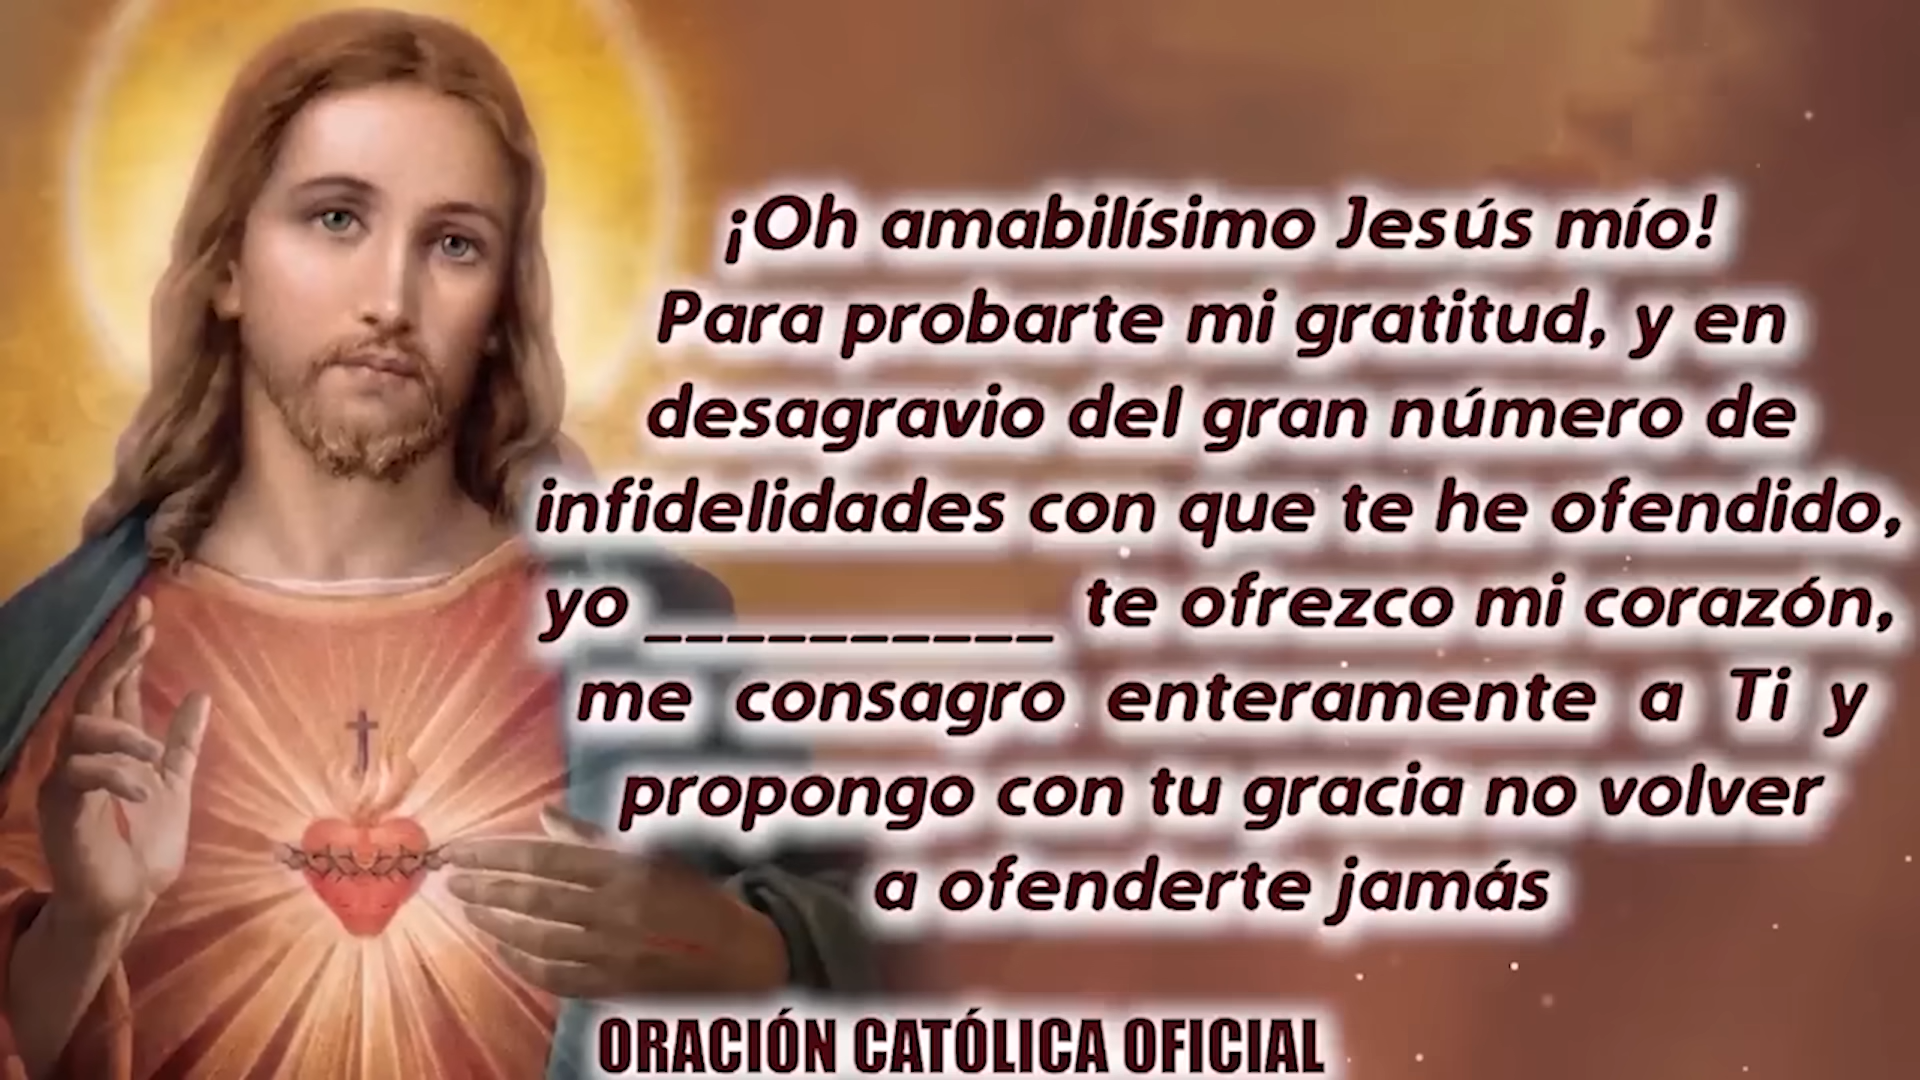 ¡Oh amabilísimo Jesús mío!
Para probarte mi gratitud, y en
desagravio del gran número de
infidelidades con que te he ofendido,
yo __________ te ofrezco mi corazón,
me consagro enteramente a Ti y
propongo con tu gracia no volver
a ofenderte jamás
ORACIÓN CATÓLICA OFICIAL